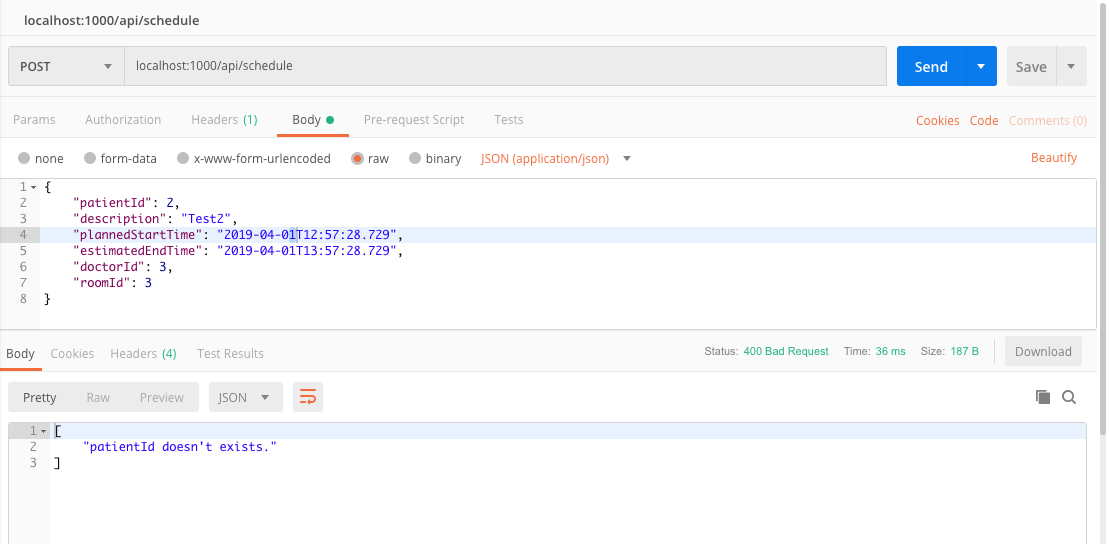 localhost:1000/api/schedule
POST localhost:1000/api/schedule Send Save
Params Authorization Headers (1) Body Pre-request Script Tests Cookies Code Comments (0)
none form-data x-www-form-urlencoded raw binary JSON (application/json) Beautify
1 {
2 "patientId": 2,
3 "description": "Test2",
4 "plannedStartTime": "2019-04-01T12:57:28.729",
5 "estimatedEndTime": "2019-04-01T13:57:28.729",
6 "doctorId": 3,
7 "roomId": 3
8 }
Body Cookies Headers (4) Test Results Status: 400 Bad Request Time: 36 ms Size: 187 B Download
Pretty Raw Preview JSON
1 [
2 "patientId doesn't exists."
3 ]